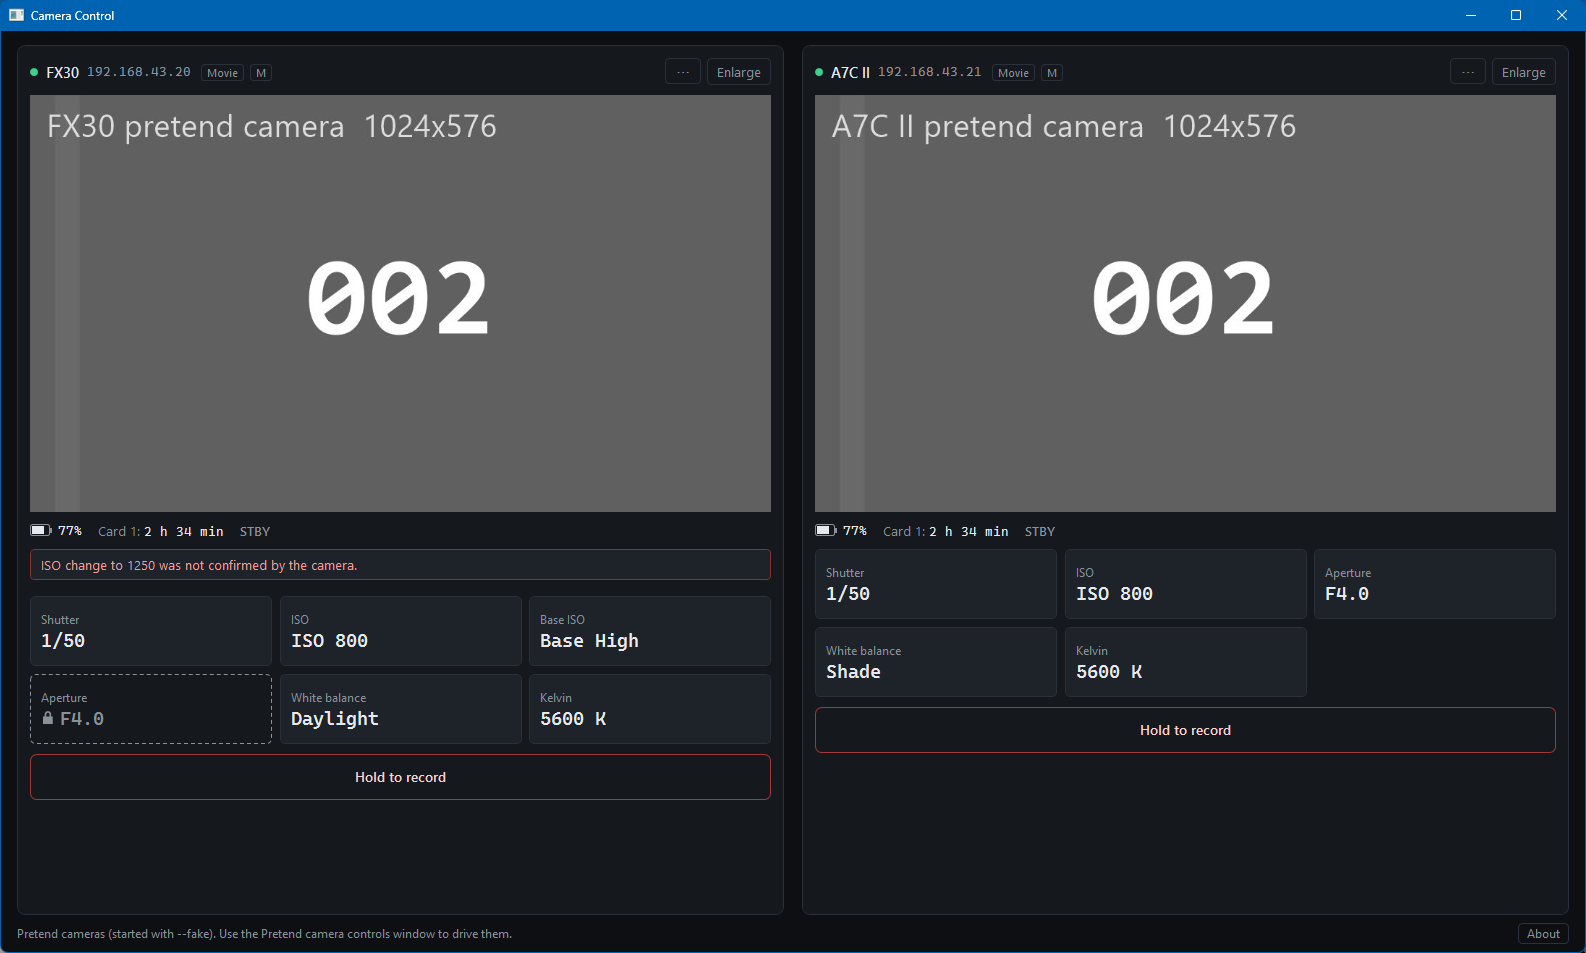 Camera Control
FX30 192.168.43.20 Movie M ... Enlarge
FX30 pretend camera 1024x576
002
77% Card 1: 2 h 34 min STBY
ISO change to 1250 was not confirmed by the camera.
Shutter ISO Base ISO
1/50 ISO 800 Base High
Aperture White balance Kelvin
F4.0 Daylight 5600 K
Hold to record
A7C II 192.168.43.21 Movie M ... Enlarge
A7C II pretend camera 1024x576
002
77% Card 1: 2 h 34 min STBY
Shutter ISO Aperture
1/50 ISO 800 F4.0
White balance Kelvin
Shade 5600 K
Hold to record
Pretend cameras (started with --fake). Use the Pretend camera controls window to drive them.
About